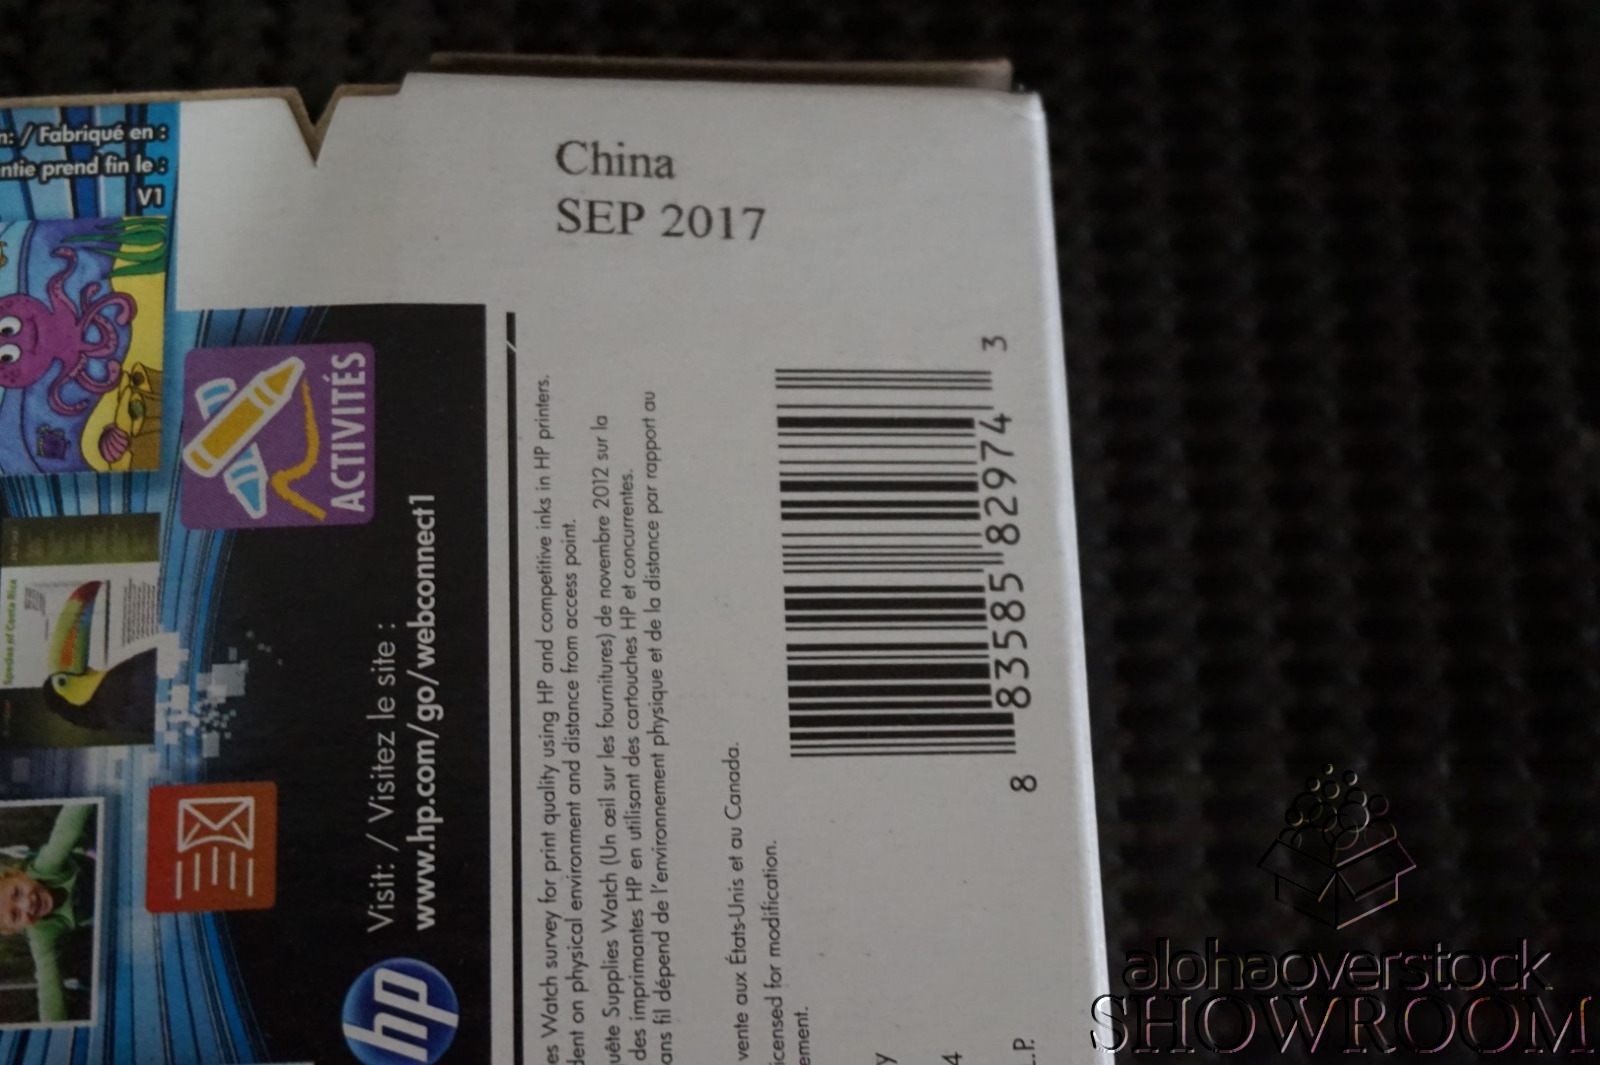 n: / Fabriqué en :
ntie prend fin le :
V1
China
SEP 2017
ACTIVITÉS
Visit: / Visitez le site :
www.hp.com/go/webconnect1
hp
es Watch survey for print quality using HP and competitive inks in HP printers.
dent on physical environment and distance from access point.
uête Supplies Watch (Un œil sur les fournitures) de novembre 2012 sur la
des imprimantes HP en utilisant des cartouches HP et concurrentes.
ans fil dépend de l'environnement physique et de la distance par rapport au
vente aux États-Unis et au Canada.
icensed for modification.
ement.
y
4
L.P.
8 83585 82974 3
Species of Costa Rica
alohaoverstock
SHOWROOM